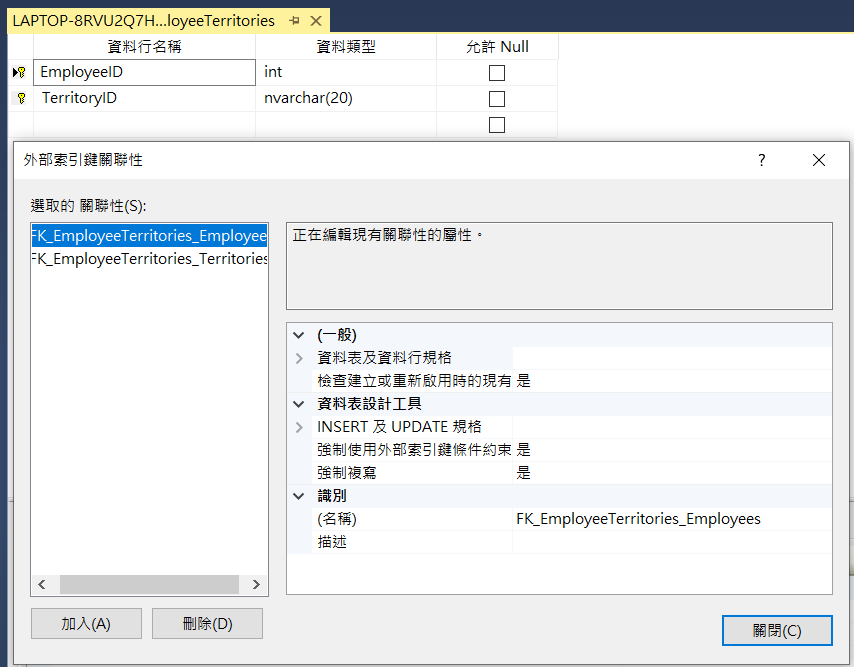 LAPTOP-8RVU2Q7H...loyeeTerritories
資料行名稱 資料類型 允許 Null
EmployeeID int
TerritoryID nvarchar(20)
外部索引鍵關聯性 ?
選取的 關聯性(S):
FK_EmployeeTerritories_Employee
FK_EmployeeTerritories_Territories
正在編輯現有關聯性的屬性。
(一般)
資料表及資料行規格
檢查建立或重新啟用時的現有 是
資料表設計工具
INSERT 及 UPDATE 規格
強制使用外部索引鍵條件約束 是
強制複寫 是
識別
(名稱) FK_EmployeeTerritories_Employees
描述
加入(A) 刪除(D)
關閉(C)